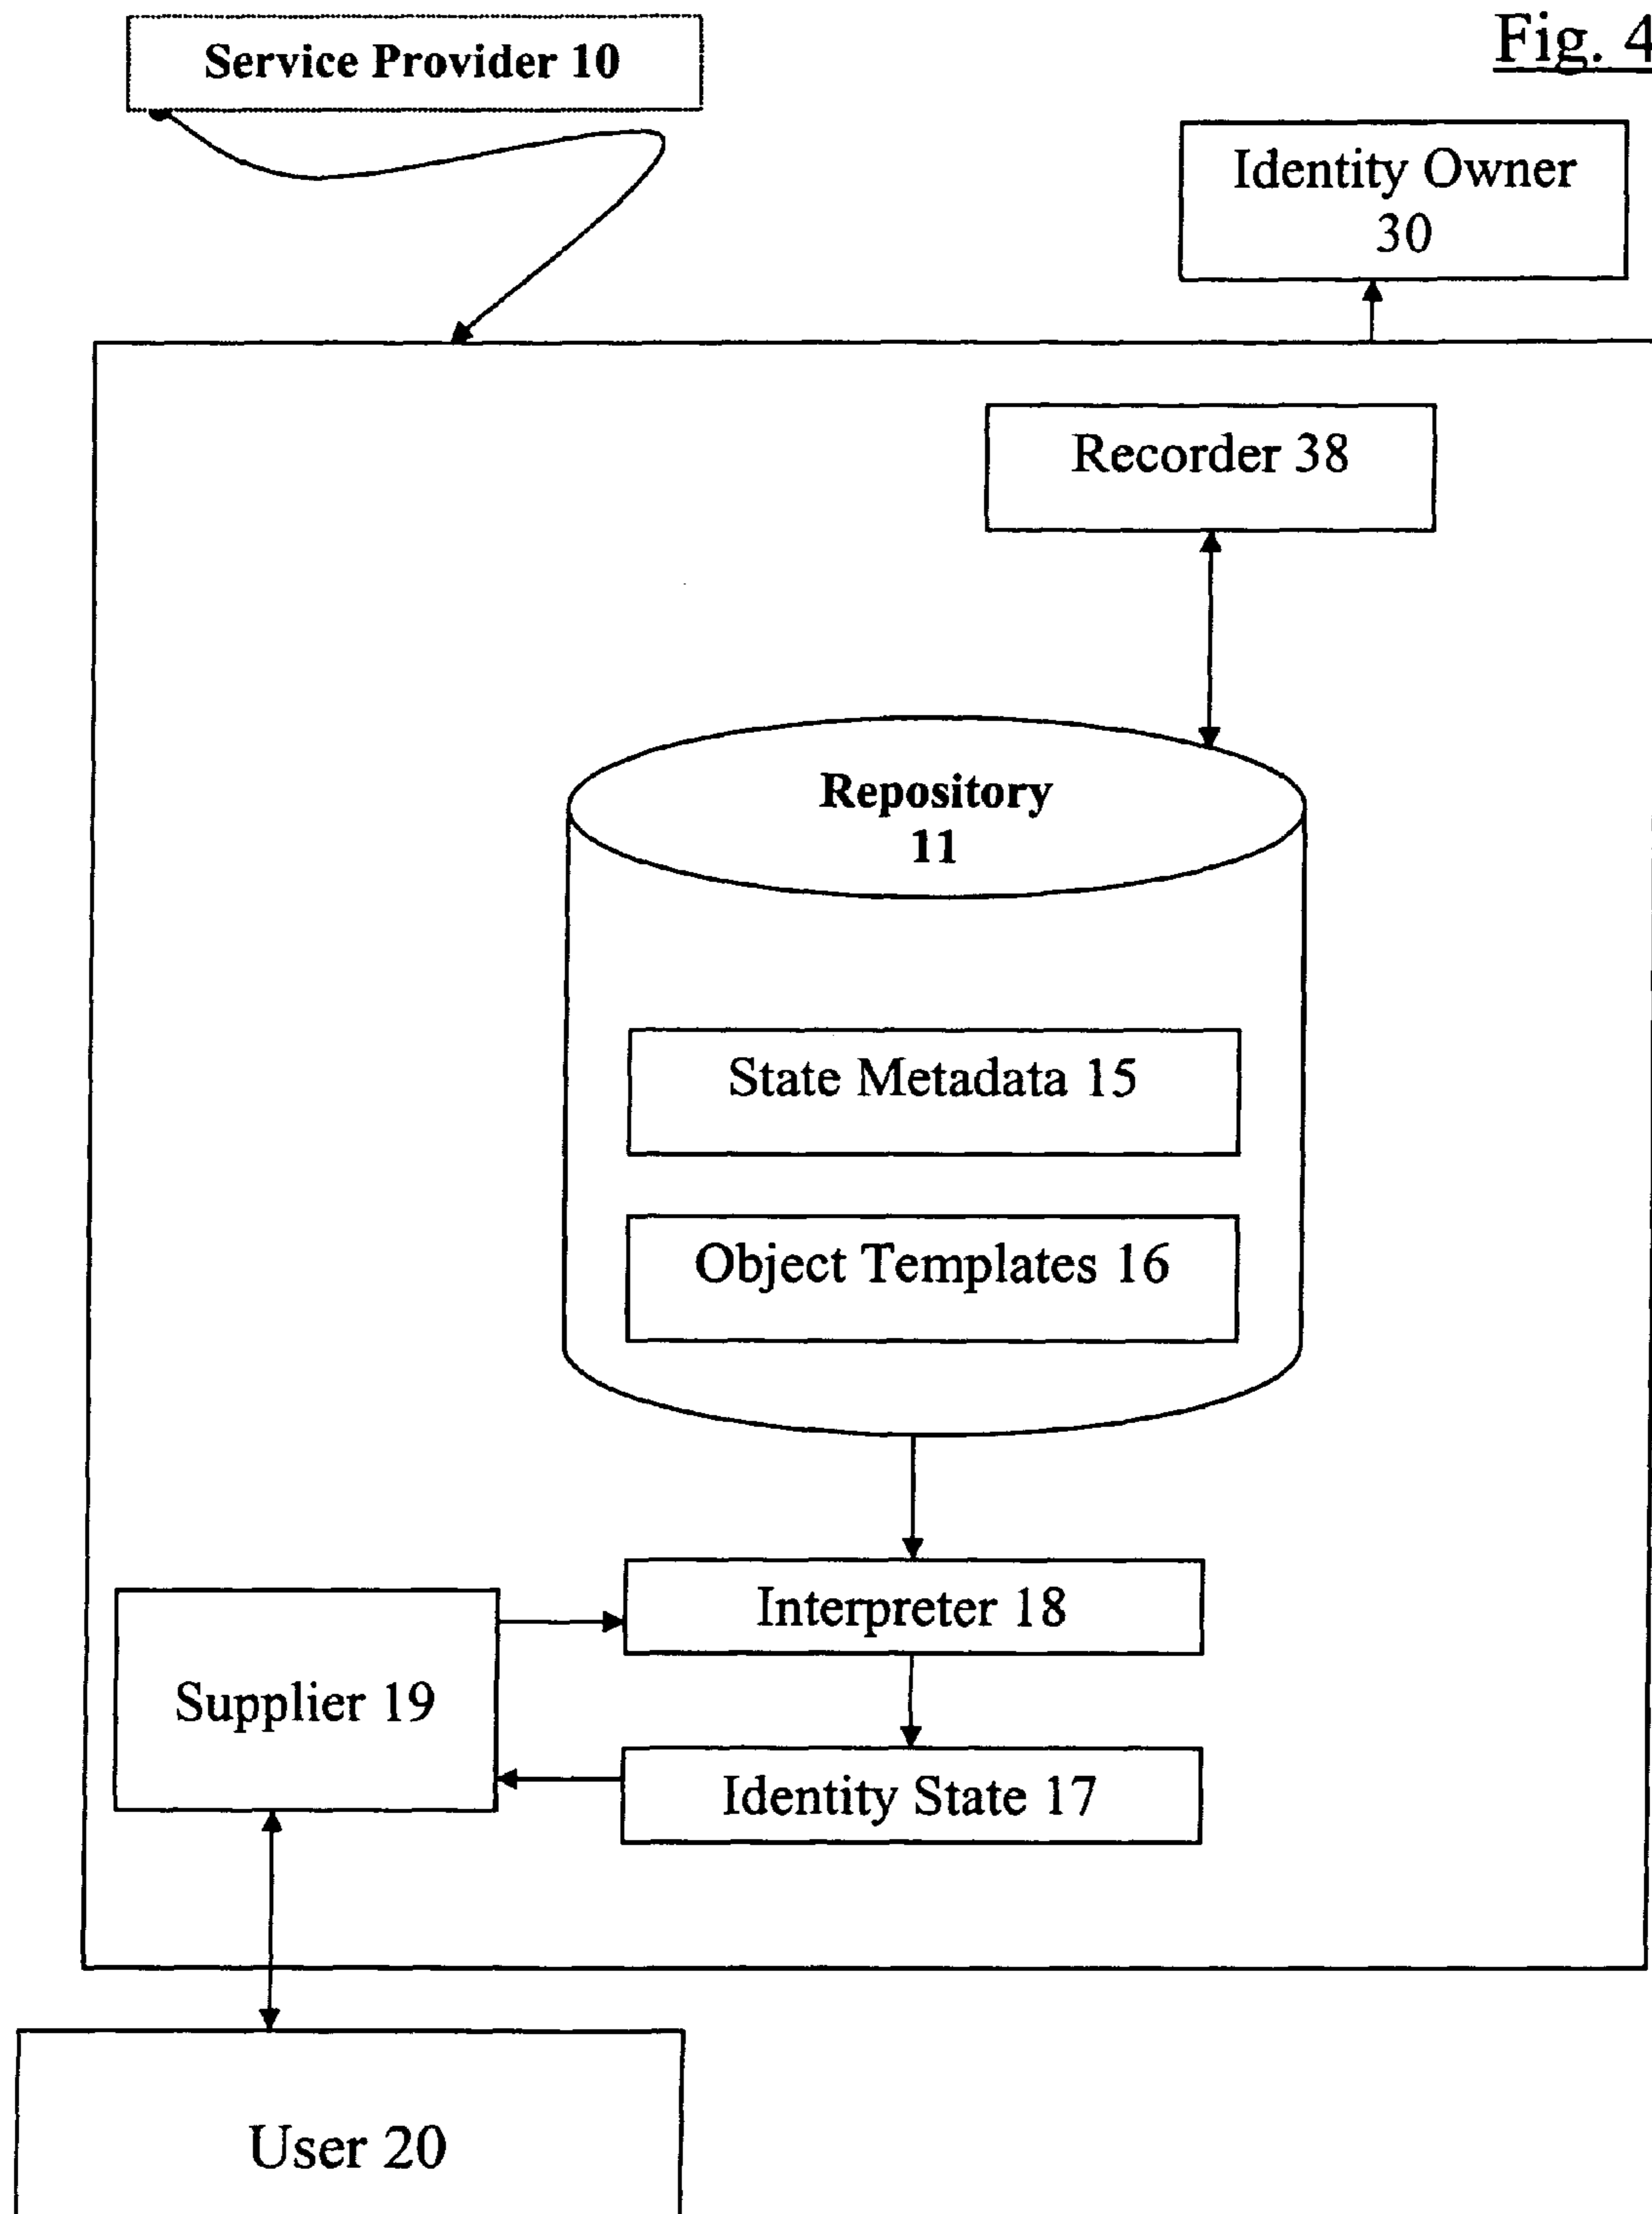 Service Provider 10
Fig. 4
Identity Owner
30
Recorder 38
Repository
11
State Metadata 15
Object Templates 16
Interpreter 18
Supplier 19
Identity State 17
User 20